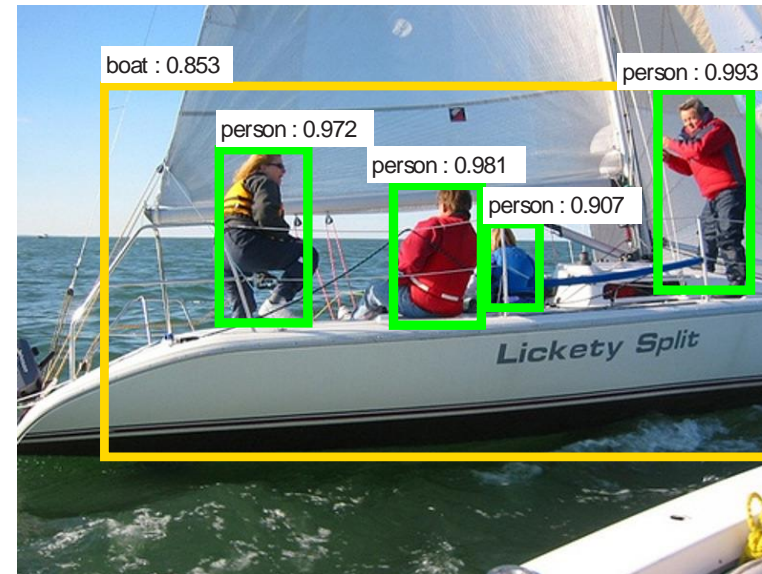 boat : 0.853
person : 0.993
person : 0.972
person : 0.981
person : 0.907
Lickety Split